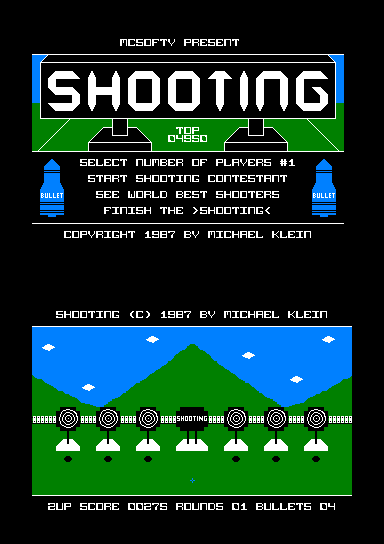 MCSOFTY PRESENT
SHOOTING
TOP
04950
SELECT NUMBER OF PLAYERS #1
START SHOOTING CONTESTANT
BULLET
BULLET
SEE WORLD BEST SHOOTERS
FINISH THE >SHOOTING<
COPYRIGHT 1987 BY MICHAEL KLEIN
SHOOTING (C) 1987 BY MICHAEL KLEIN
SHOOTING
2UP SCORE 00275 ROUNDS 01 BULLETS 04